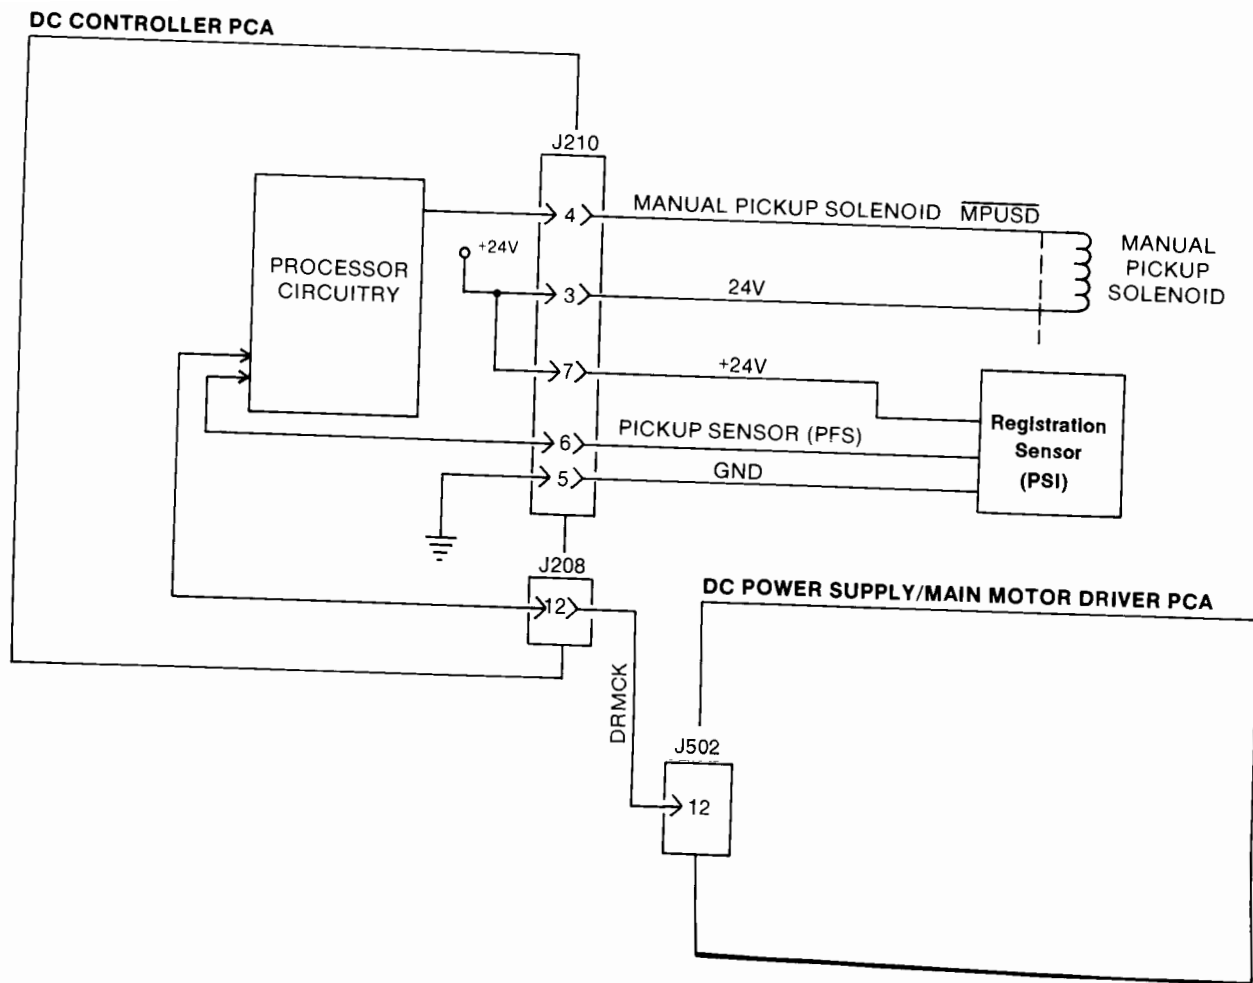 DC CONTROLLER PCA
J210
PROCESSOR
CIRCUITRY
+24V
4
MANUAL PICKUP SOLENOID MPUSD
MANUAL
PICKUP
SOLENOID
3
24V
7
+24V
6
PICKUP SENSOR (PFS)
5
GND
Registration
Sensor
(PSI)
J208
12
DRMCK
DC POWER SUPPLY/MAIN MOTOR DRIVER PCA
J502
12